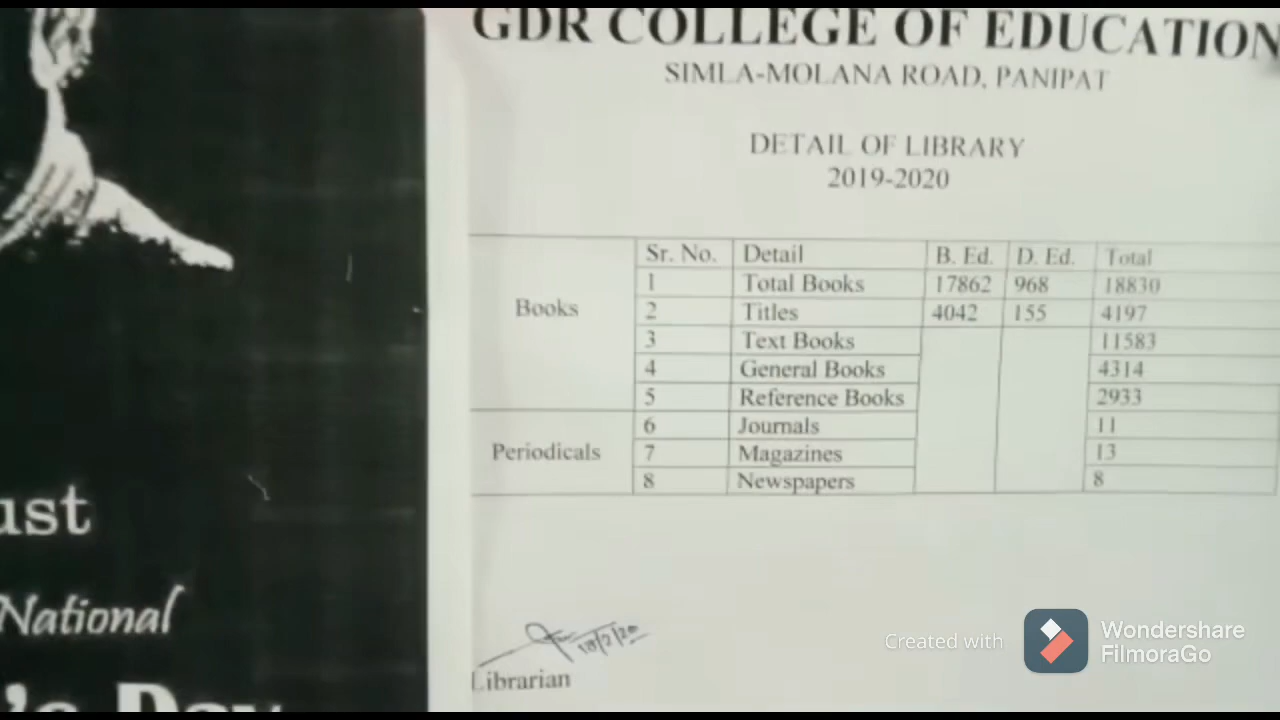 GDR COLLEGE OF EDUCATION
SIMLA-MOLANA ROAD, PANIPAT
DETAIL OF LIBRARY
2019-2020
Sr. No. Detail B. Ed. D. Ed. Total
Books
1 Total Books 17862 968 18830
2 Titles 4042 155 4197
3 Text Books 11583
4 General Books 4314
5 Reference Books 2933
Periodicals
6 Journals 11
7 Magazines 13
8 Newspapers 8
Librarian
ust
National
's Day
Created with
Wondershare
FilmoraGo